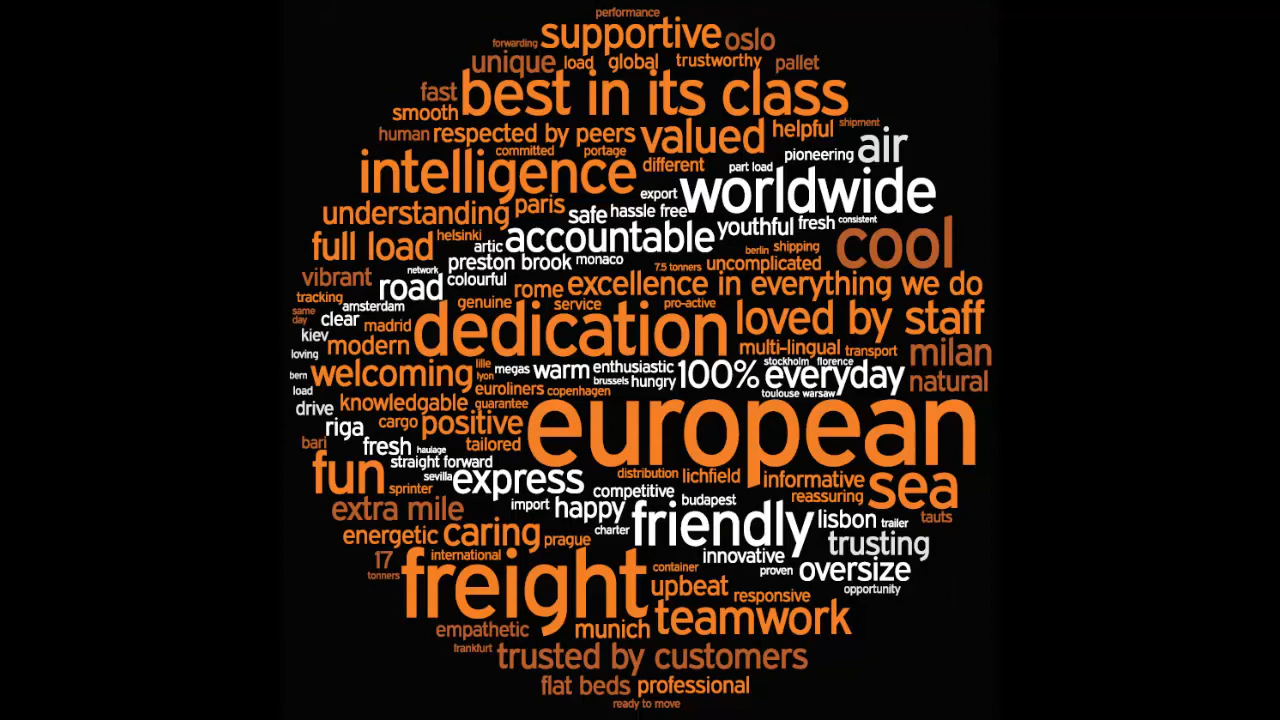 performance
supportive oslo
forwarding
unique load global trustworthy pallet
fast best in its class
smooth
human respected by peers valued helpful shipment
committed portage pioneering air
intelligence different part load
export worldwide
understanding paris safe hassle free
youthful fresh consistent
full load helsinki artic accountable cool
berlin shipping
preston brook monaco 7.5 tonners uncomplicated
vibrant network road colourful rome excellence in everything we do
tracking amsterdam genuine service pro-active
same day clear madrid dedication loved by staff
kiev modern multi-lingual transport milan
loving lille stockholm florence
bern welcoming lyon megas warm enthusiastic 100% everyday natural
brussels hungry
load euroliners copenhagen toulouse warsaw
drive knowledgable guarantee european
riga cargo positive
bari fresh haulage tailored
fun straight forward distribution lichfield informative sea
sevilla express
sprinter competitive reassuring
extra mile import happy budapest tauts
energetic caring prague charter friendly lisbon trailer
17 tonners international innovative trusting
freight container proven oversize
upbeat responsive opportunity
empathetic munich teamwork
frankfurt trusted by customers
flat beds professional
ready to move